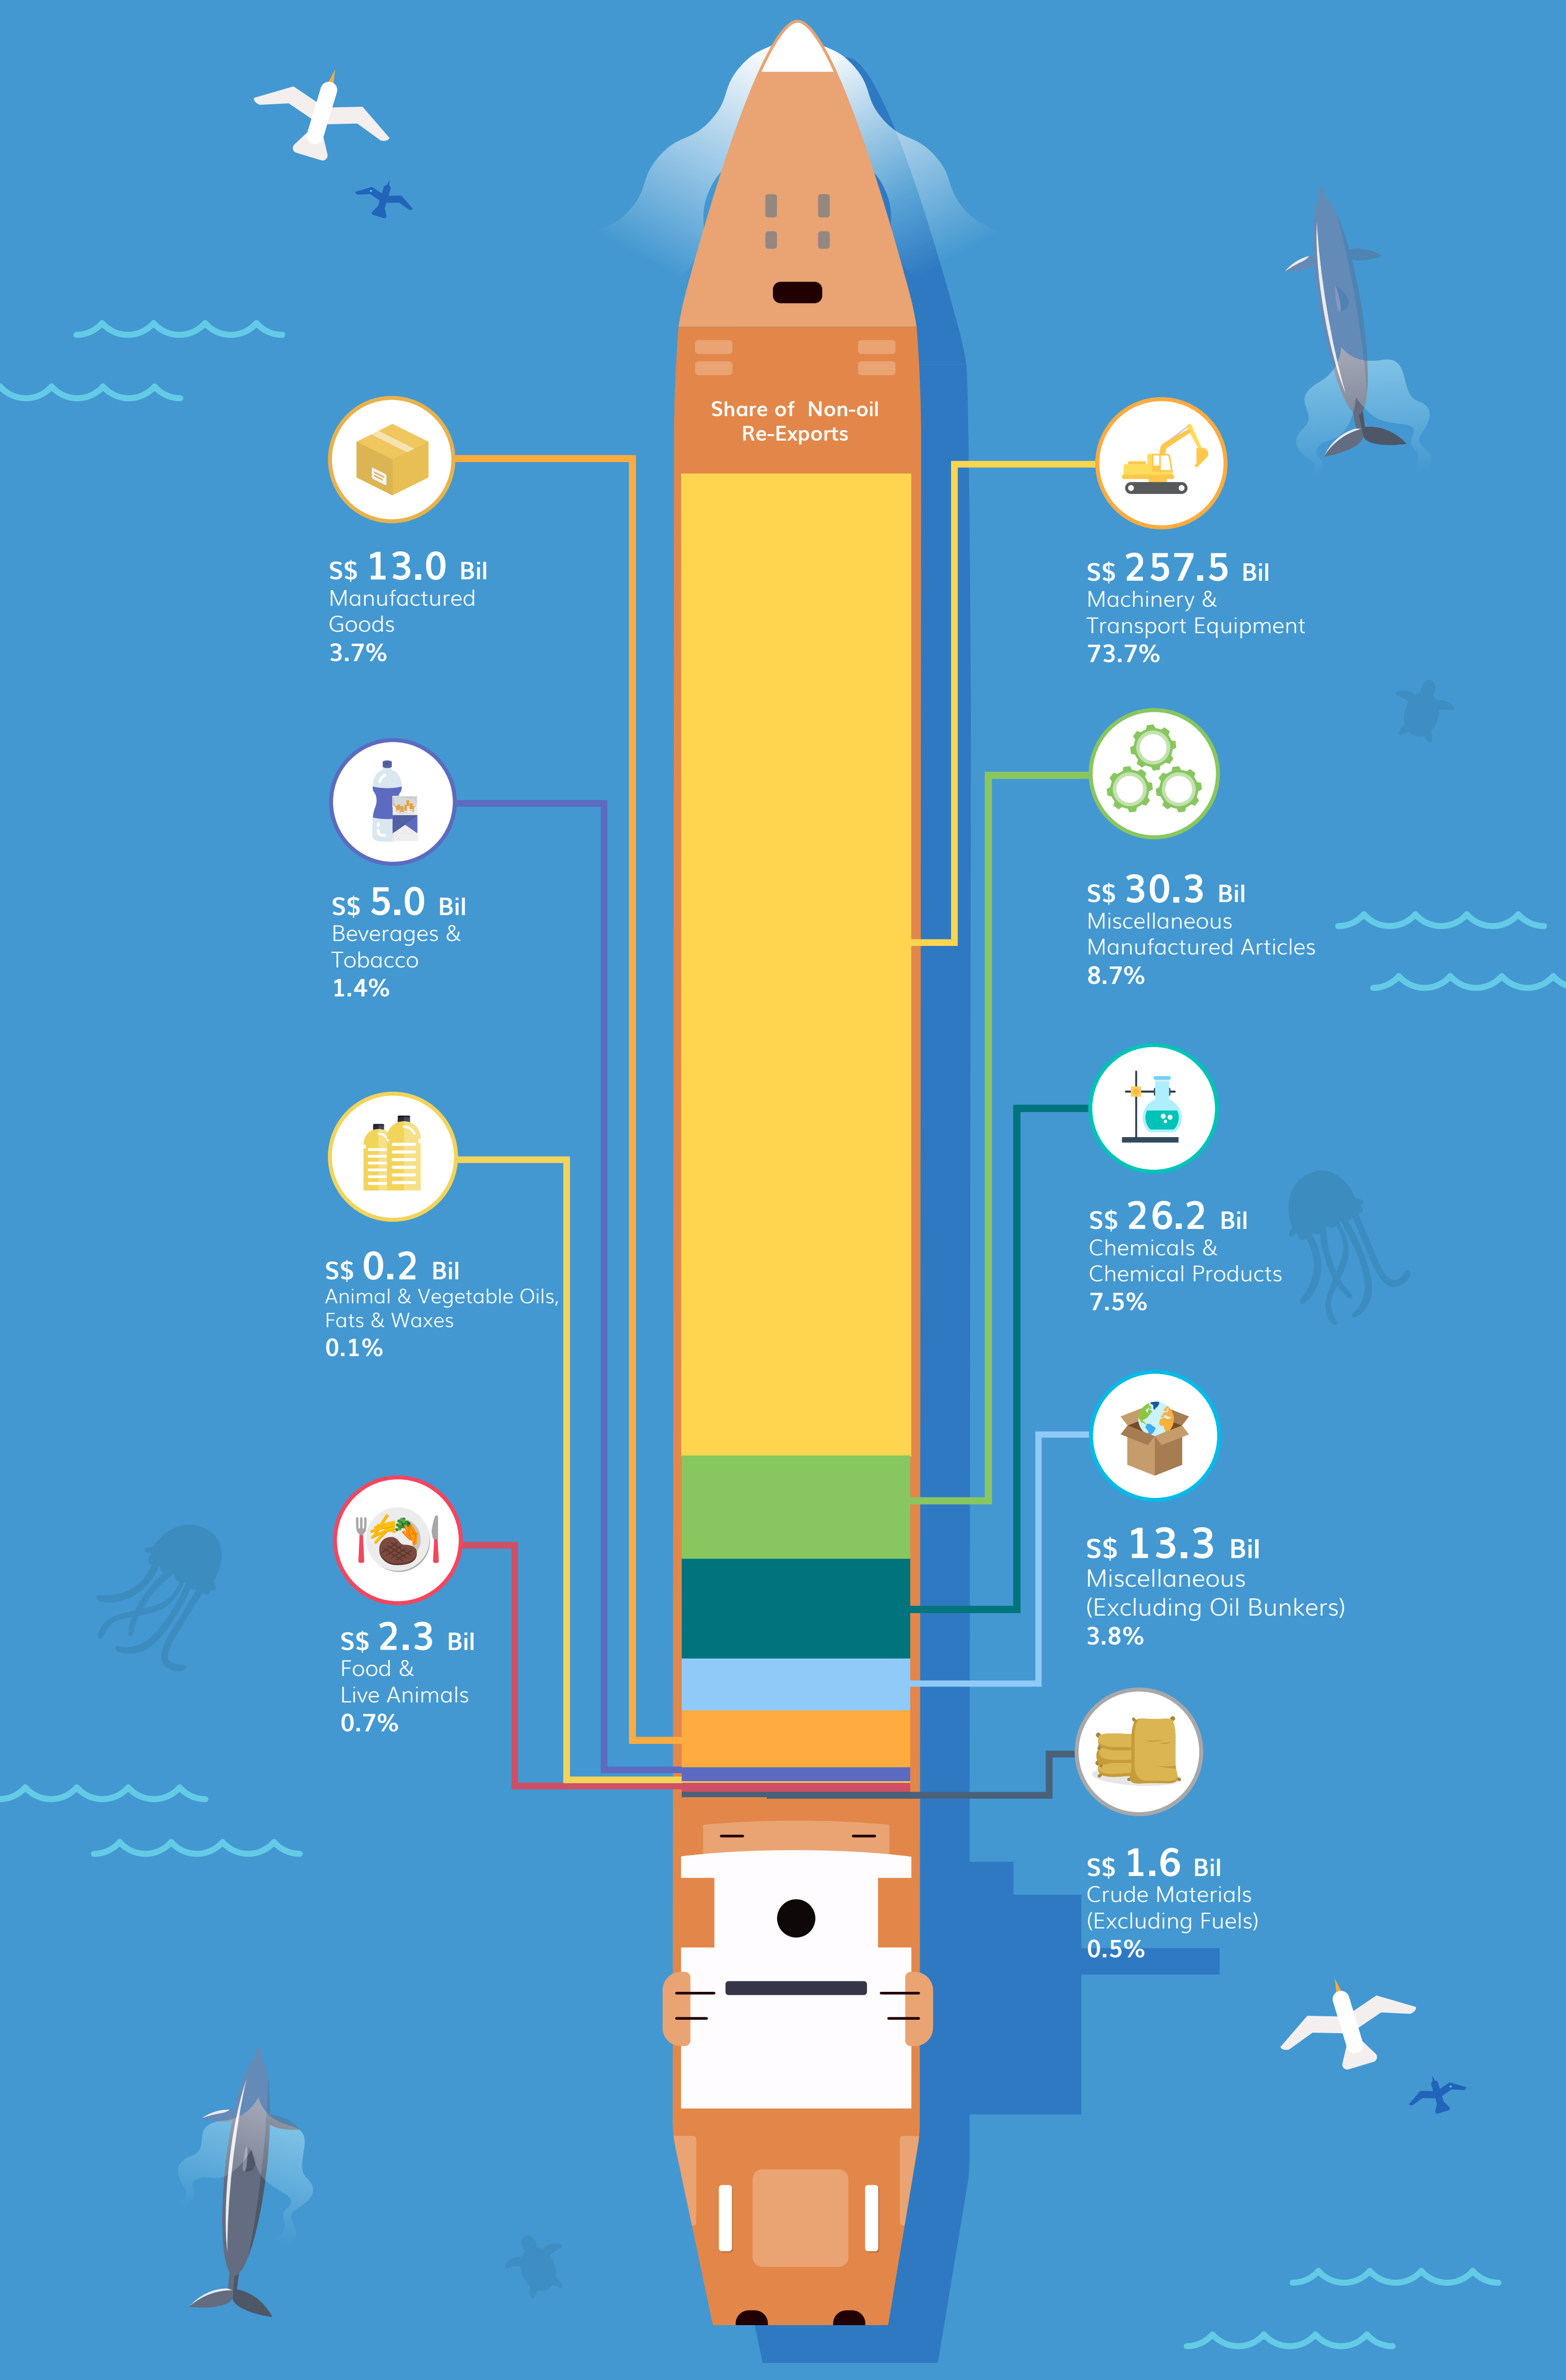 Share of Non-oil
Re-Exports
S$ 13.0 Bil
Manufactured
Goods
3.7%
S$ 5.0 Bil
Beverages &
Tobacco
1.4%
S$ 0.2 Bil
Animal & Vegetable Oils,
Fats & Waxes
0.1%
S$ 2.3 Bil
Food &
Live Animals
0.7%
S$ 257.5 Bil
Machinery &
Transport Equipment
73.7%
S$ 30.3 Bil
Miscellaneous
Manufactured Articles
8.7%
S$ 26.2 Bil
Chemicals &
Chemical Products
7.5%
S$ 13.3 Bil
Miscellaneous
(Excluding Oil Bunkers)
3.8%
S$ 1.6 Bil
Crude Materials
(Excluding Fuels)
0.5%